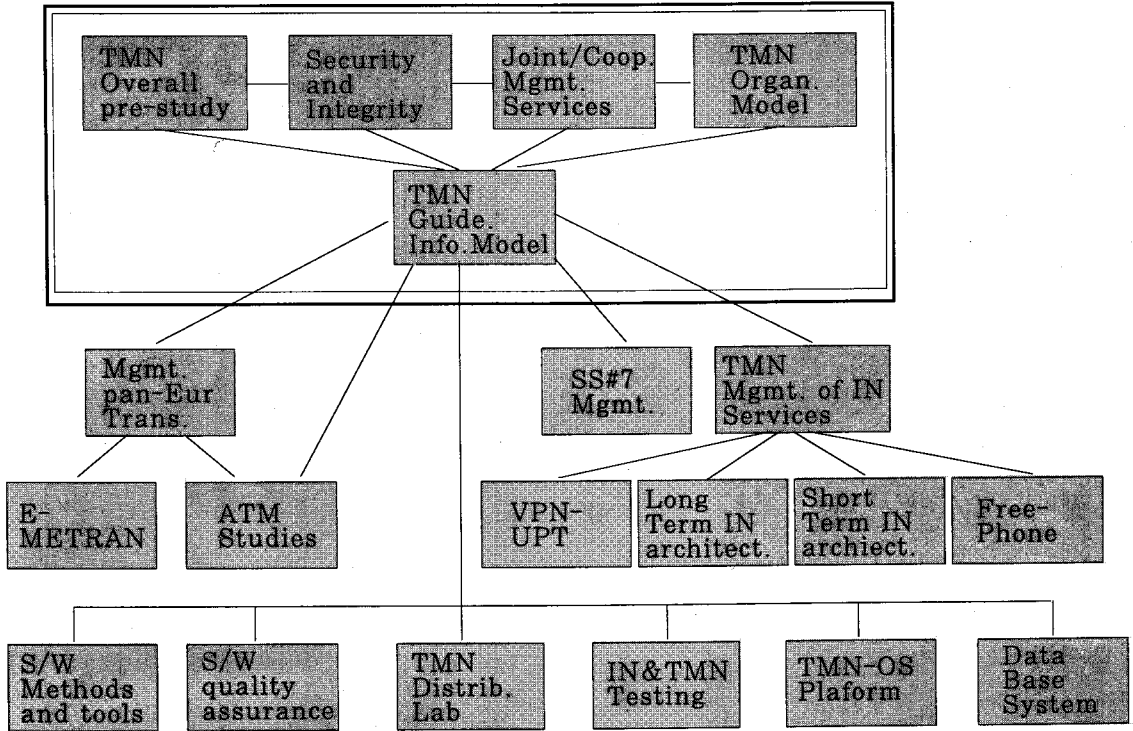 TMN
Overall
pre-study
Security
and
Integrity
Joint/Coop.
Mgmt.
Services
TMN
Organ.
Model
TMN
Guide.
Info.Model
Mgmt.
pan-Eur
Trans.
SS#7
Mgmt.
TMN
Mgmt. of IN
Services
E-
METRAN
ATM
Studies
VPN-
UPT
Long
Term IN
architect.
Short
Term IN
archiect.
Free-
Phone
S/W
Methods
and tools
S/W
quality
assurance
TMN
Distrib.
Lab
IN&TMN
Testing
TMN-OS
Plaform
Data
Base
System